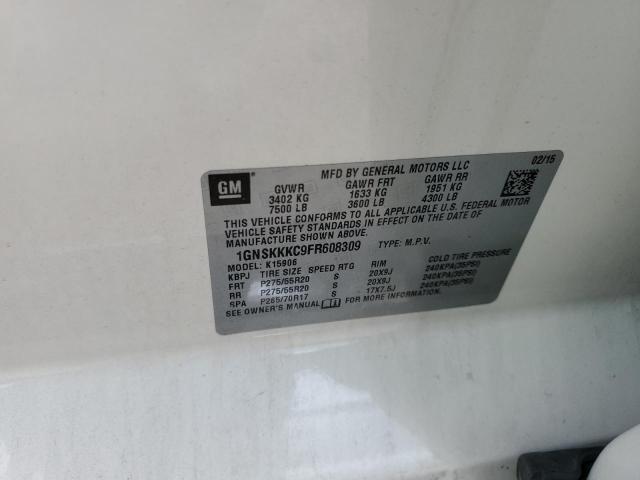 MFD BY GENERAL MOTORS LLC 02/15
GM
GVWR GAWR FRT GAWR RR
3402 KG 1633 KG 1951 KG
7500 LB 3600 LB 4300 LB
THIS VEHICLE CONFORMS TO ALL APPLICABLE U.S. FEDERAL MOTOR
VEHICLE SAFETY STANDARDS IN EFFECT ON THE DATE OF
MANUFACTURE SHOWN ABOVE.
1GNSKKKC9FR608309 TYPE: M.P.V.
MODEL: K15906
KBPJ TIRE SIZE SPEED RTG RIM COLD TIRE PRESSURE
FRT P275/55R20 S 20X9J 240KPA(35PSI)
RR P275/55R20 S 20X9J 240KPA(35PSI)
SPA P265/70R17 S 17X7.5J 240KPA(35PSI)
SEE OWNER'S MANUAL